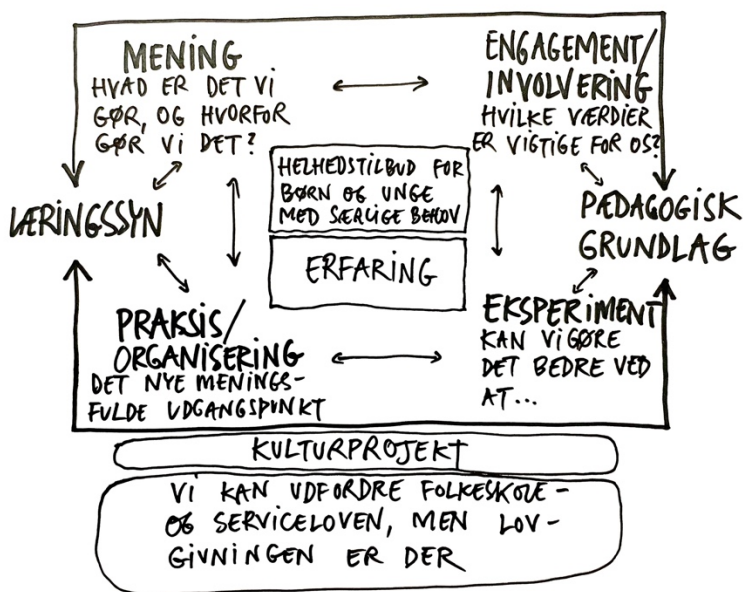 MENING
HVAD ER DET VI
GØR, OG HVORFOR
GØR VI DET?
ENGAGEMENT/
INVOLVERING
HVILKE VÆRDIER
ER VIGTIGE FOR OS?
HELHEDSTILBUD FOR
BØRN OG UNGE
MED SÆRLIGE BEHOV
LÆRINGSSYN
PÆDAGOGISK
GRUNDLAG
ERFARING
PRAKSIS/
ORGANISERING
DET NYE MENINGS-
FULDE UDGANGSPUNKT
EKSPERIMENT
KAN VI GØRE
DET BEDRE VED
AT...
KULTURPROJEKT
VI KAN UDFORDRE FOLKESKOLE-
OG SERVICELOVEN, MEN LOV-
GIVNINGEN ER DER